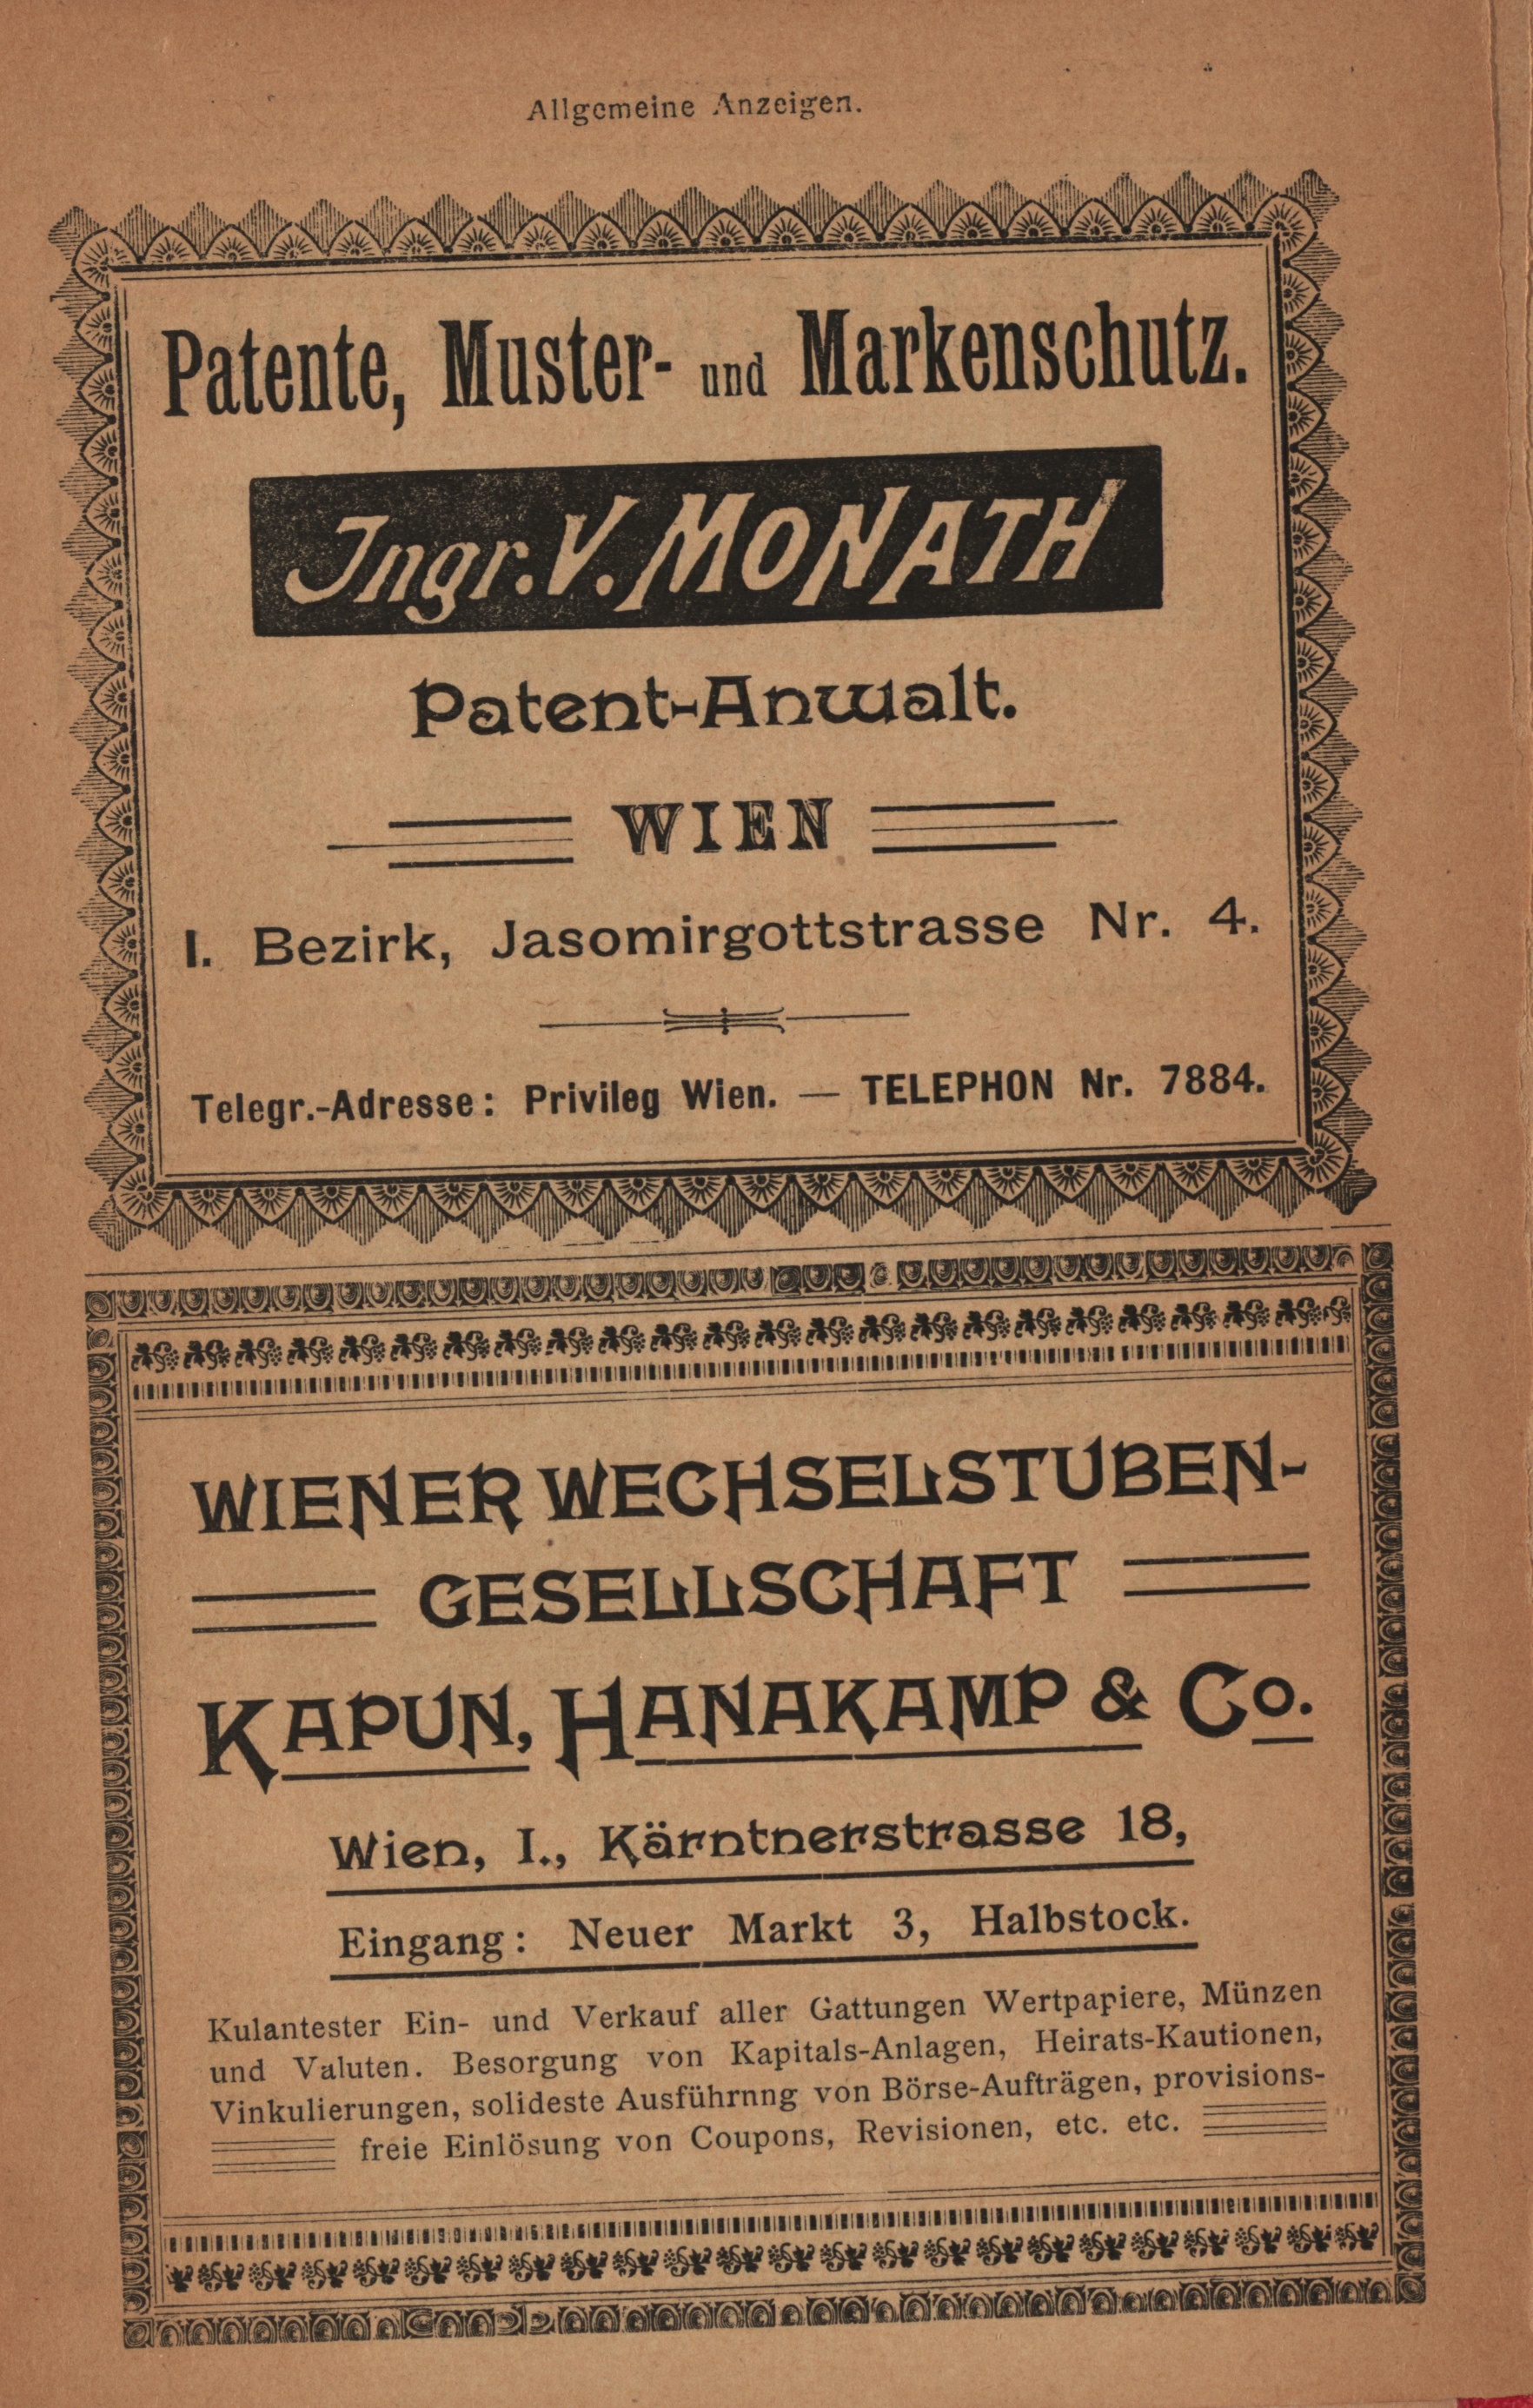 Allgemeine Anzeigen.
Patente, Muster- und Markenschutz.
Ingr. V. MONATH
Patent-Anwalt.
WIEN
I. Bezirk, Jasomirgottstrasse Nr. 4.
Telegr.-Adresse: Privileg Wien. — TELEPHON Nr. 7884.
WIENER WECHSELSTUBEN-
GESELLSCHAFT
KAPUN, HANAKAMP & Co.
Wien, I., Kärntnerstrasse 18,
Eingang: Neuer Markt 3, Halbstock.
Kulantester Ein- und Verkauf aller Gattungen Wertpapiere, Münzen
und Valuten. Besorgung von Kapitals-Anlagen, Heirats-Kautionen,
Vinkulierungen, solideste Ausführnng von Börse-Aufträgen, provisions-
freie Einlösung von Coupons, Revisionen, etc. etc.